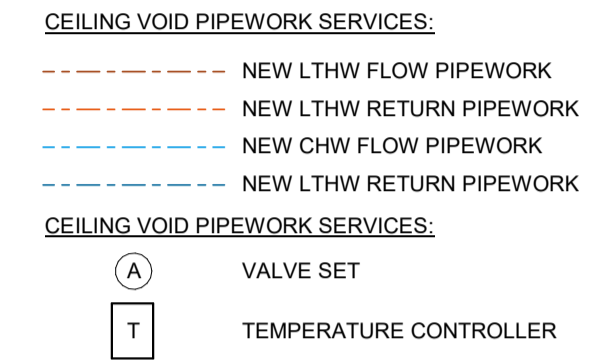 CEILING VOID PIPEWORK SERVICES:
NEW LTHW FLOW PIPEWORK
NEW LTHW RETURN PIPEWORK
NEW CHW FLOW PIPEWORK
NEW LTHW RETURN PIPEWORK
CEILING VOID PIPEWORK SERVICES:
A VALVE SET
T TEMPERATURE CONTROLLER